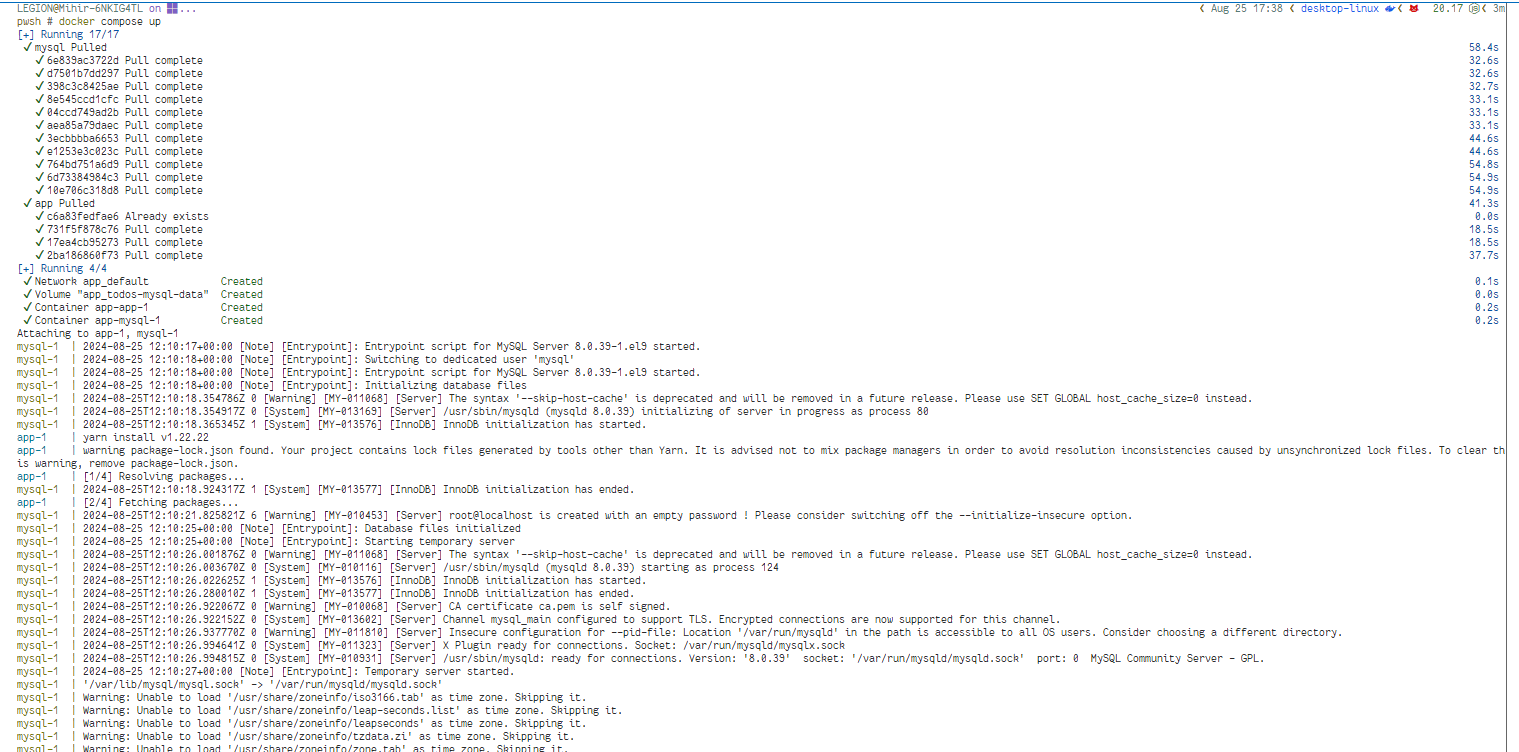 LEGION@Mihir-6NKIG4TL on ... ❮ Aug 25 17:38 ❮ desktop-linux ❮ 20.17 ❮ 3m
pwsh # docker compose up
[+] Running 17/17
✓ mysql Pulled 58.4s
✓ 6e839ac3722d Pull complete 32.6s
✓ d7501b7dd297 Pull complete 32.6s
✓ 398c3c8425ae Pull complete 32.7s
✓ 8e545ccd1cfc Pull complete 33.1s
✓ 04ccd749ad2b Pull complete 33.1s
✓ aea85a79daec Pull complete 33.1s
✓ 3ecbbbba6653 Pull complete 44.6s
✓ e1253e3c023c Pull complete 44.6s
✓ 764bd751a6d9 Pull complete 54.8s
✓ 6d73384984c3 Pull complete 54.9s
✓ 10e706c318d8 Pull complete 54.9s
✓ app Pulled 41.3s
✓ c6a83fedfae6 Already exists 0.0s
✓ 731f5f878c76 Pull complete 18.5s
✓ 17ea4cb95273 Pull complete 18.5s
✓ 2ba186860f73 Pull complete 37.7s
[+] Running 4/4
✓ Network app_default Created 0.1s
✓ Volume "app_todos-mysql-data" Created 0.0s
✓ Container app-app-1 Created 0.2s
✓ Container app-mysql-1 Created 0.2s
Attaching to app-1, mysql-1
mysql-1 | 2024-08-25 12:10:17+00:00 [Note] [Entrypoint]: Entrypoint script for MySQL Server 8.0.39-1.el9 started.
mysql-1 | 2024-08-25 12:10:18+00:00 [Note] [Entrypoint]: Switching to dedicated user 'mysql'
mysql-1 | 2024-08-25 12:10:18+00:00 [Note] [Entrypoint]: Entrypoint script for MySQL Server 8.0.39-1.el9 started.
mysql-1 | 2024-08-25 12:10:18+00:00 [Note] [Entrypoint]: Initializing database files
mysql-1 | 2024-08-25T12:10:18.354786Z 0 [Warning] [MY-011068] [Server] The syntax '--skip-host-cache' is deprecated and will be removed in a future release. Please use SET GLOBAL host_cache_size=0 instead.
mysql-1 | 2024-08-25T12:10:18.354917Z 0 [System] [MY-013169] [Server] /usr/sbin/mysqld (mysqld 8.0.39) initializing of server in progress as process 80
mysql-1 | 2024-08-25T12:10:18.365345Z 1 [System] [MY-013576] [InnoDB] InnoDB initialization has started.
app-1 | yarn install v1.22.22
app-1 | warning package-lock.json found. Your project contains lock files generated by tools other than Yarn. It is advised not to mix package managers in order to avoid resolution inconsistencies caused by unsynchronized lock files. To clear th
is warning, remove package-lock.json.
app-1 | [1/4] Resolving packages...
mysql-1 | 2024-08-25T12:10:18.924317Z 1 [System] [MY-013577] [InnoDB] InnoDB initialization has ended.
app-1 | [2/4] Fetching packages...
mysql-1 | 2024-08-25T12:10:21.825821Z 6 [Warning] [MY-010453] [Server] root@localhost is created with an empty password ! Please consider switching off the --initialize-insecure option.
mysql-1 | 2024-08-25 12:10:25+00:00 [Note] [Entrypoint]: Database files initialized
mysql-1 | 2024-08-25 12:10:25+00:00 [Note] [Entrypoint]: Starting temporary server
mysql-1 | 2024-08-25T12:10:26.001876Z 0 [Warning] [MY-011068] [Server] The syntax '--skip-host-cache' is deprecated and will be removed in a future release. Please use SET GLOBAL host_cache_size=0 instead.
mysql-1 | 2024-08-25T12:10:26.003670Z 0 [System] [MY-010116] [Server] /usr/sbin/mysqld (mysqld 8.0.39) starting as process 124
mysql-1 | 2024-08-25T12:10:26.022625Z 1 [System] [MY-013576] [InnoDB] InnoDB initialization has started.
mysql-1 | 2024-08-25T12:10:26.280010Z 1 [System] [MY-013577] [InnoDB] InnoDB initialization has ended.
mysql-1 | 2024-08-25T12:10:26.922067Z 0 [Warning] [MY-010068] [Server] CA certificate ca.pem is self signed.
mysql-1 | 2024-08-25T12:10:26.922152Z 0 [System] [MY-013602] [Server] Channel mysql_main configured to support TLS. Encrypted connections are now supported for this channel.
mysql-1 | 2024-08-25T12:10:26.937770Z 0 [Warning] [MY-011810] [Server] Insecure configuration for --pid-file: Location '/var/run/mysqld' in the path is accessible to all OS users. Consider choosing a different directory.
mysql-1 | 2024-08-25T12:10:26.994641Z 0 [System] [MY-011323] [Server] X Plugin ready for connections. Socket: /var/run/mysqld/mysqlx.sock
mysql-1 | 2024-08-25T12:10:26.994815Z 0 [System] [MY-010931] [Server] /usr/sbin/mysqld: ready for connections. Version: '8.0.39' socket: '/var/run/mysqld/mysqld.sock' port: 0 MySQL Community Server - GPL.
mysql-1 | 2024-08-25 12:10:27+00:00 [Note] [Entrypoint]: Temporary server started.
mysql-1 | '/var/lib/mysql/mysql.sock' -> '/var/run/mysqld/mysqld.sock'
mysql-1 | Warning: Unable to load '/usr/share/zoneinfo/iso3166.tab' as time zone. Skipping it.
mysql-1 | Warning: Unable to load '/usr/share/zoneinfo/leap-seconds.list' as time zone. Skipping it.
mysql-1 | Warning: Unable to load '/usr/share/zoneinfo/leapseconds' as time zone. Skipping it.
mysql-1 | Warning: Unable to load '/usr/share/zoneinfo/tzdata.zi' as time zone. Skipping it.
mysql-1 | Warning: Unable to load '/usr/share/zoneinfo/zone.tab' as time zone. Skipping it.